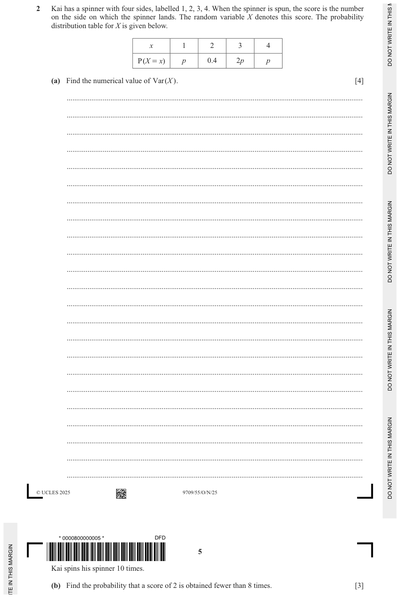 2 Kai has a spinner with four sides, labelled 1, 2, 3, 4. When the spinner is spun, the score is the number
on the side on which the spinner lands. The random variable X denotes this score. The probability
distribution table for X is given below.
x 1 2 3 4
P(X = x) p 0.4 2p p
(a) Find the numerical value of Var(X). [4]
© UCLES 2025 9709/53/O/N/25
* 0000800000005 * DFD
5
Kai spins his spinner 10 times.
(b) Find the probability that a score of 2 is obtained fewer than 8 times. [3]
DO NOT WRITE IN THIS M
DO NOT WRITE IN THIS MARGIN
DO NOT WRITE IN THIS MARGIN
DO NOT WRITE IN THIS MARGIN
DO NOT WRITE IN THIS MARGIN
TE IN THIS MARGIN